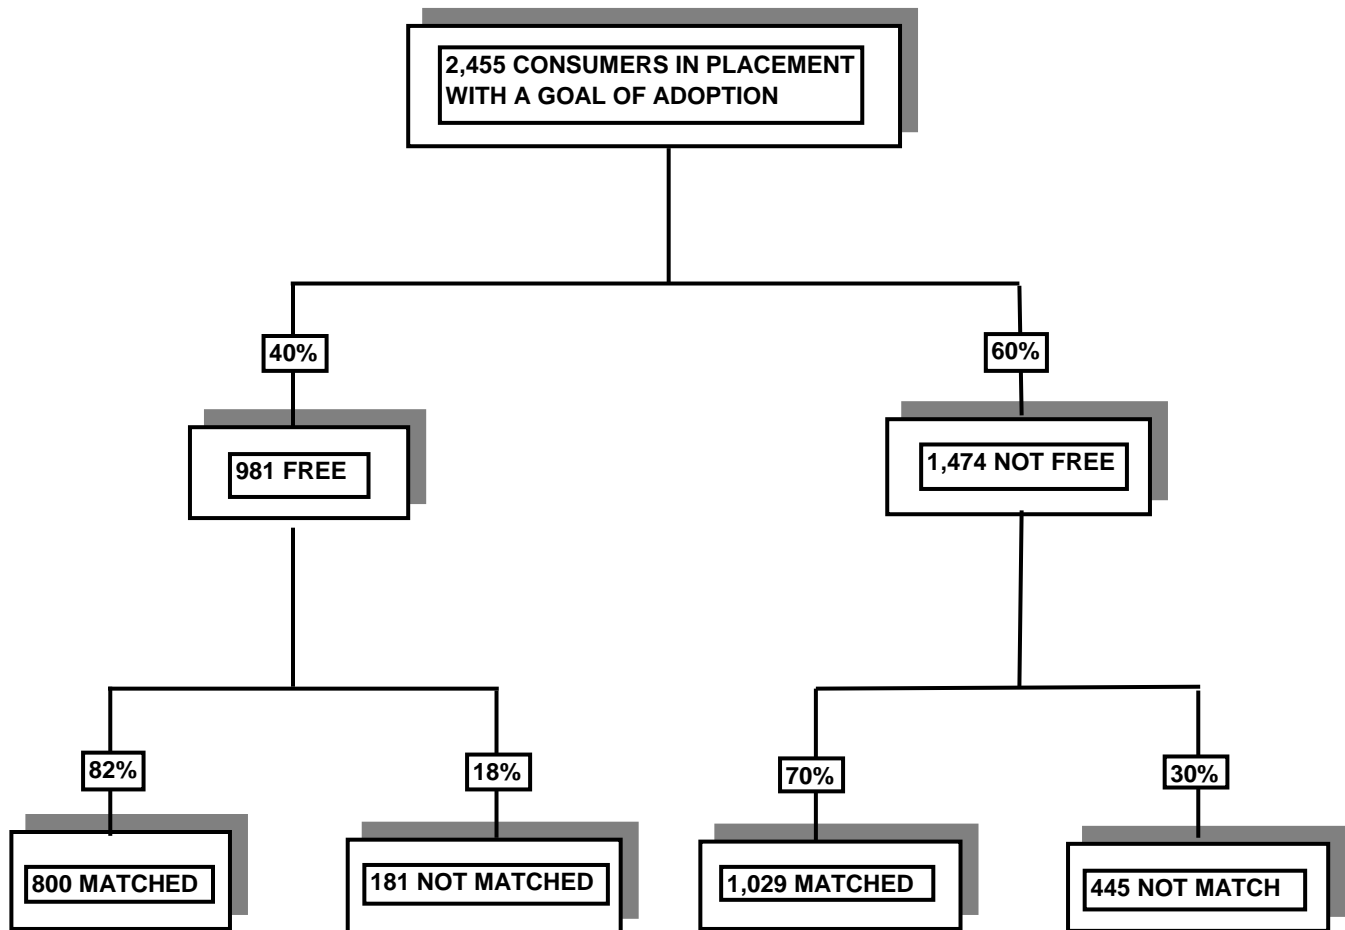 2,455 CONSUMERS IN PLACEMENT
WITH A GOAL OF ADOPTION
40%
60%
981 FREE
1,474 NOT FREE
82%
18%
70%
30%
800 MATCHED
181 NOT MATCHED
1,029 MATCHED
445 NOT MATCH